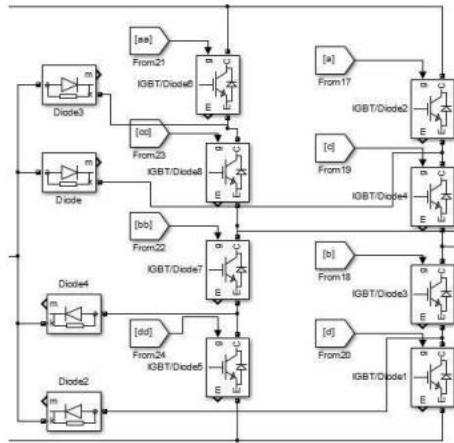 [aa]
From21
g
C
E
m
IGBT/Diode6
[a]
From17
g
C
E
m
IGBT/Diode2
m
a
k
Diode3
[cc]
From23
g
C
E
m
IGBT/Diode8
[c]
From19
g
C
E
m
IGBT/Diode4
m
a
k
Diode
[bb]
From22
g
C
E
m
IGBT/Diode7
[b]
From18
g
C
E
m
IGBT/Diode3
Diode4
m
k
a
[dd]
From24
g
C
E
m
IGBT/Diode5
[d]
From20
g
C
E
m
IGBT/Diode1
Diode2
m
k
a